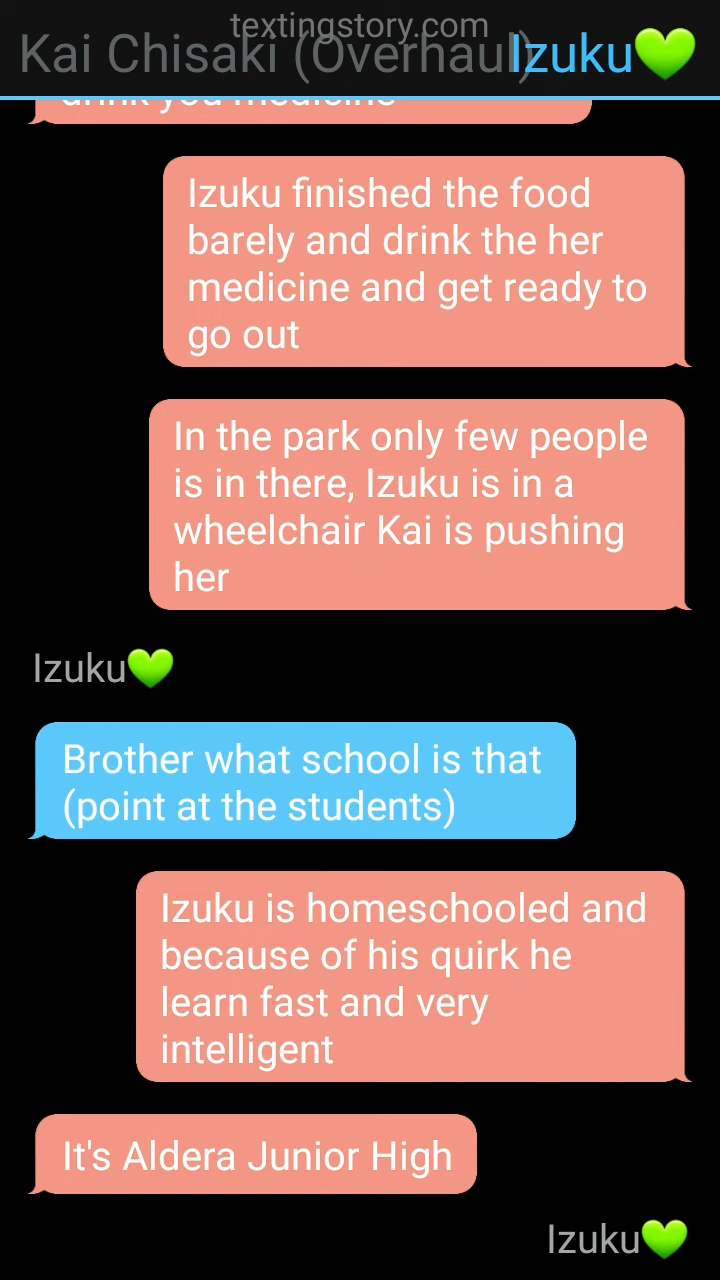 textingstory.com
Kai Chisaki (Overhaul) Izuku💚
drink you medicine
Izuku finished the food
barely and drink the her
medicine and get ready to
go out
In the park only few people
is in there, Izuku is in a
wheelchair Kai is pushing
her
Izuku💚
Brother what school is that
(point at the students)
Izuku is homeschooled and
because of his quirk he
learn fast and very
intelligent
It's Aldera Junior High
Izuku💚